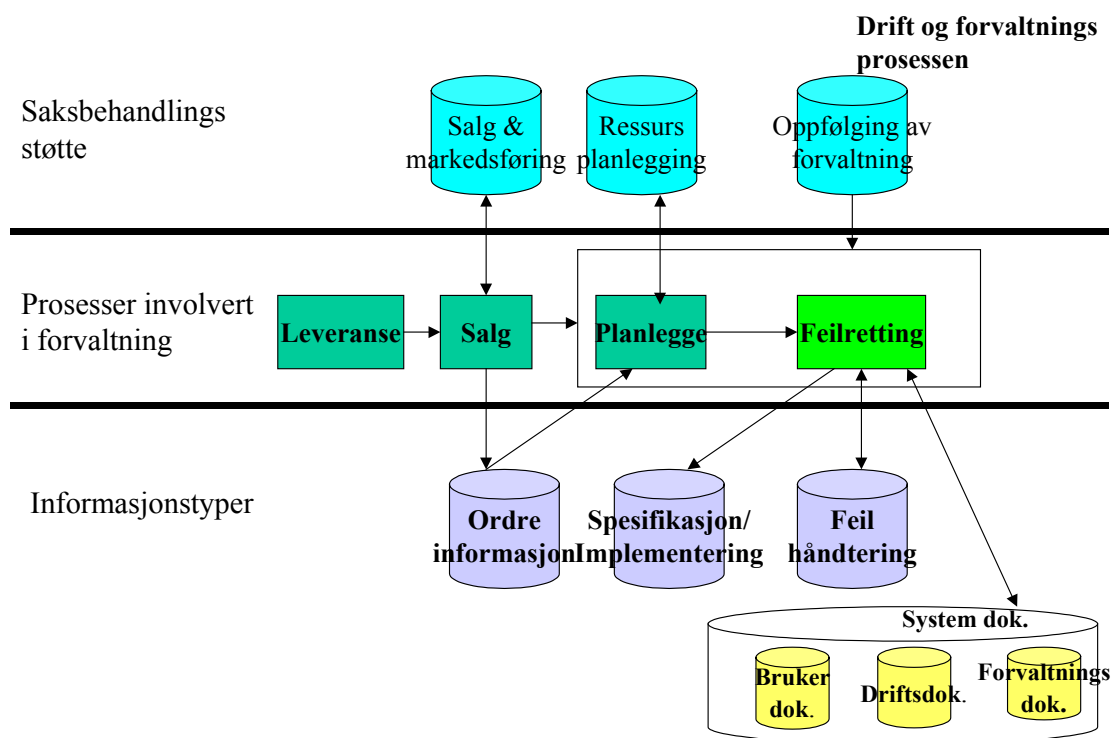 Drift og forvaltnings
prosessen
Saksbehandlings
støtte
Salg &
markedsføring
Ressurs
planlegging
Oppfølging av
forvaltning
Prosesser involvert
i forvaltning
Leveranse
Salg
Planlegge
Feilretting
Informasjonstyper
Ordre
informasjon
Spesifikasjon/
Implementering
Feil
håndtering
System dok.
Bruker
dok.
Driftsdok.
Forvaltnings
dok.